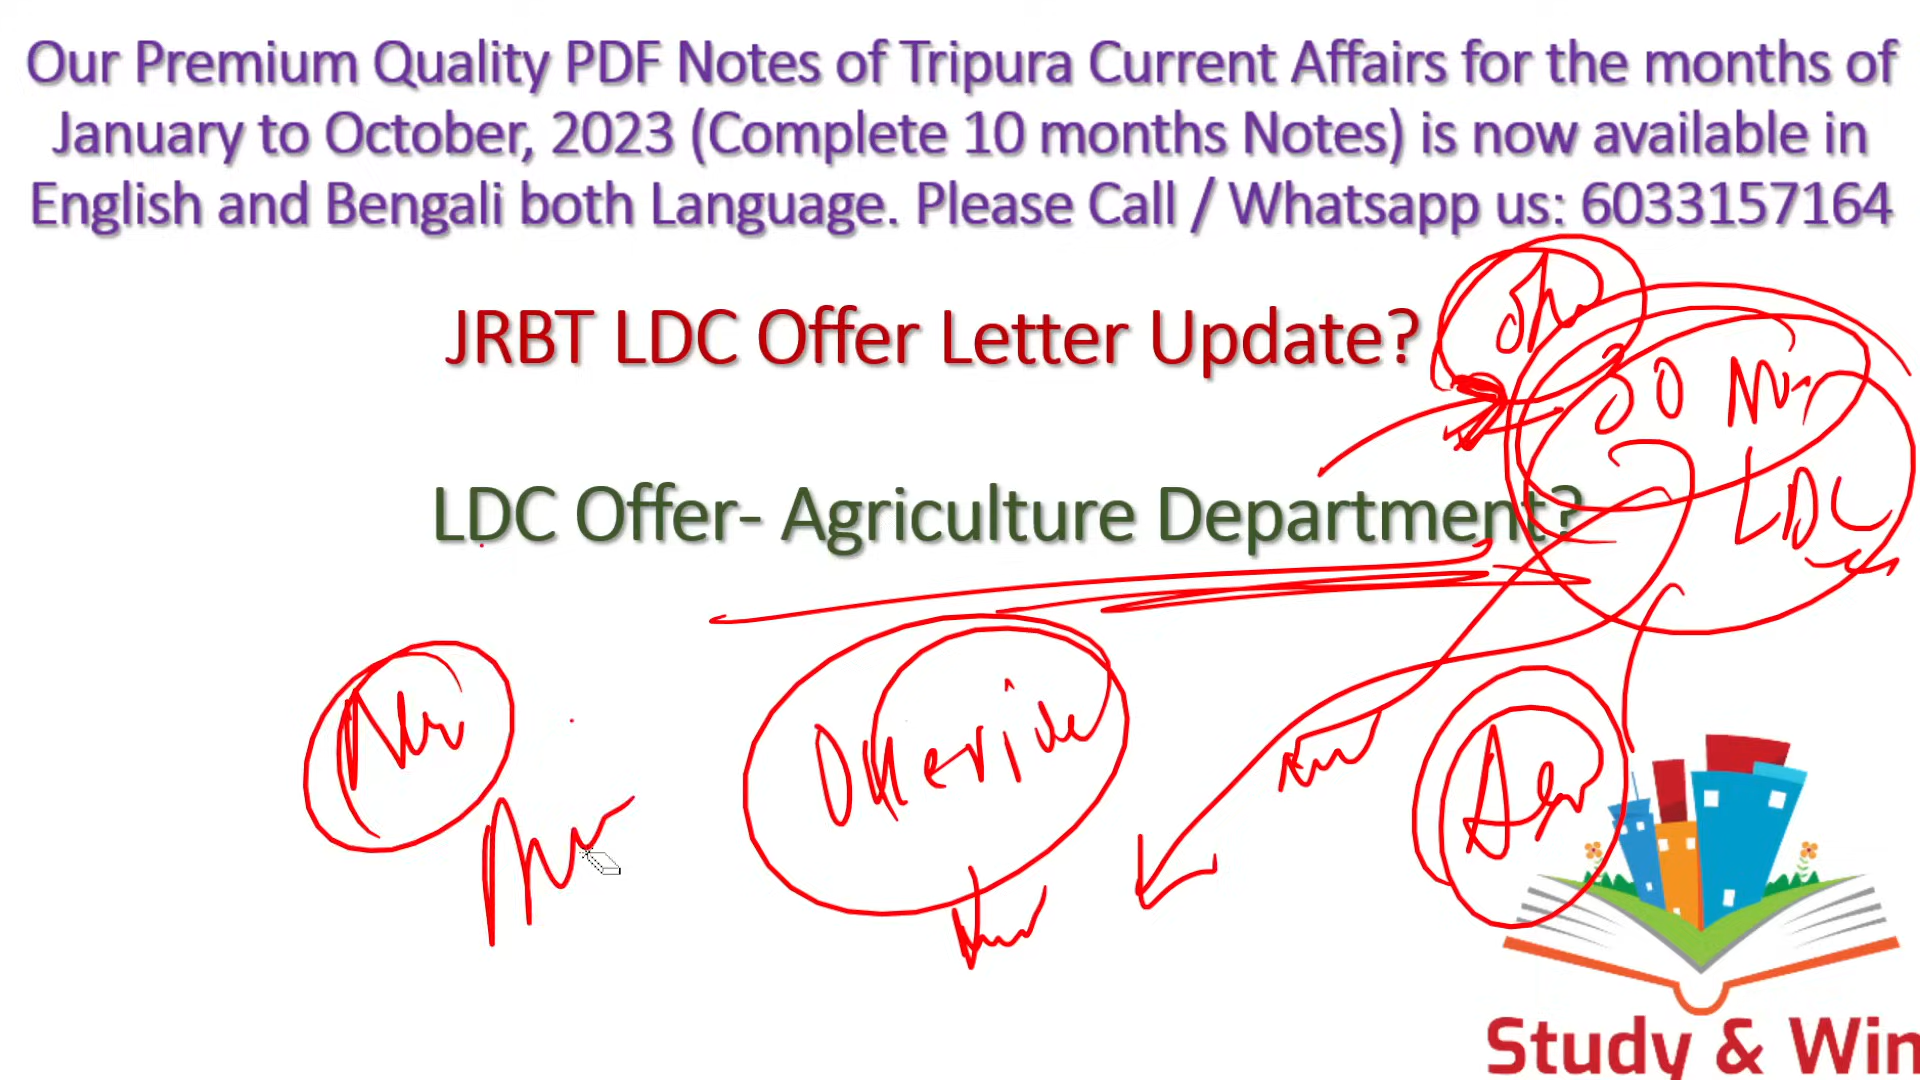 Our Premium Quality PDF Notes of Tripura Current Affairs for the months of
January to October, 2023 (Complete 10 months Notes) is now available in
English and Bengali both Language. Please Call / Whatsapp us: 6033157164
JRBT LDC Offer Letter Update?
LDC Offer- Agriculture Department?
LDC
Study & Win